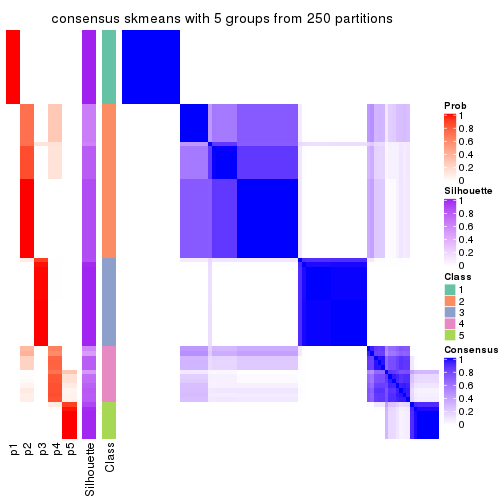 consensus skmeans with 5 groups from 250 partitions
Prob
1
0.8
0.6
0.4
0.2
0
Silhouette
1
0.8
0.6
0.4
0.2
0
Class
1
2
3
4
5
Consensus
1
0.8
0.6
0.4
0.2
0
p1
p2
p3
p4
p5
Silhouette
Class